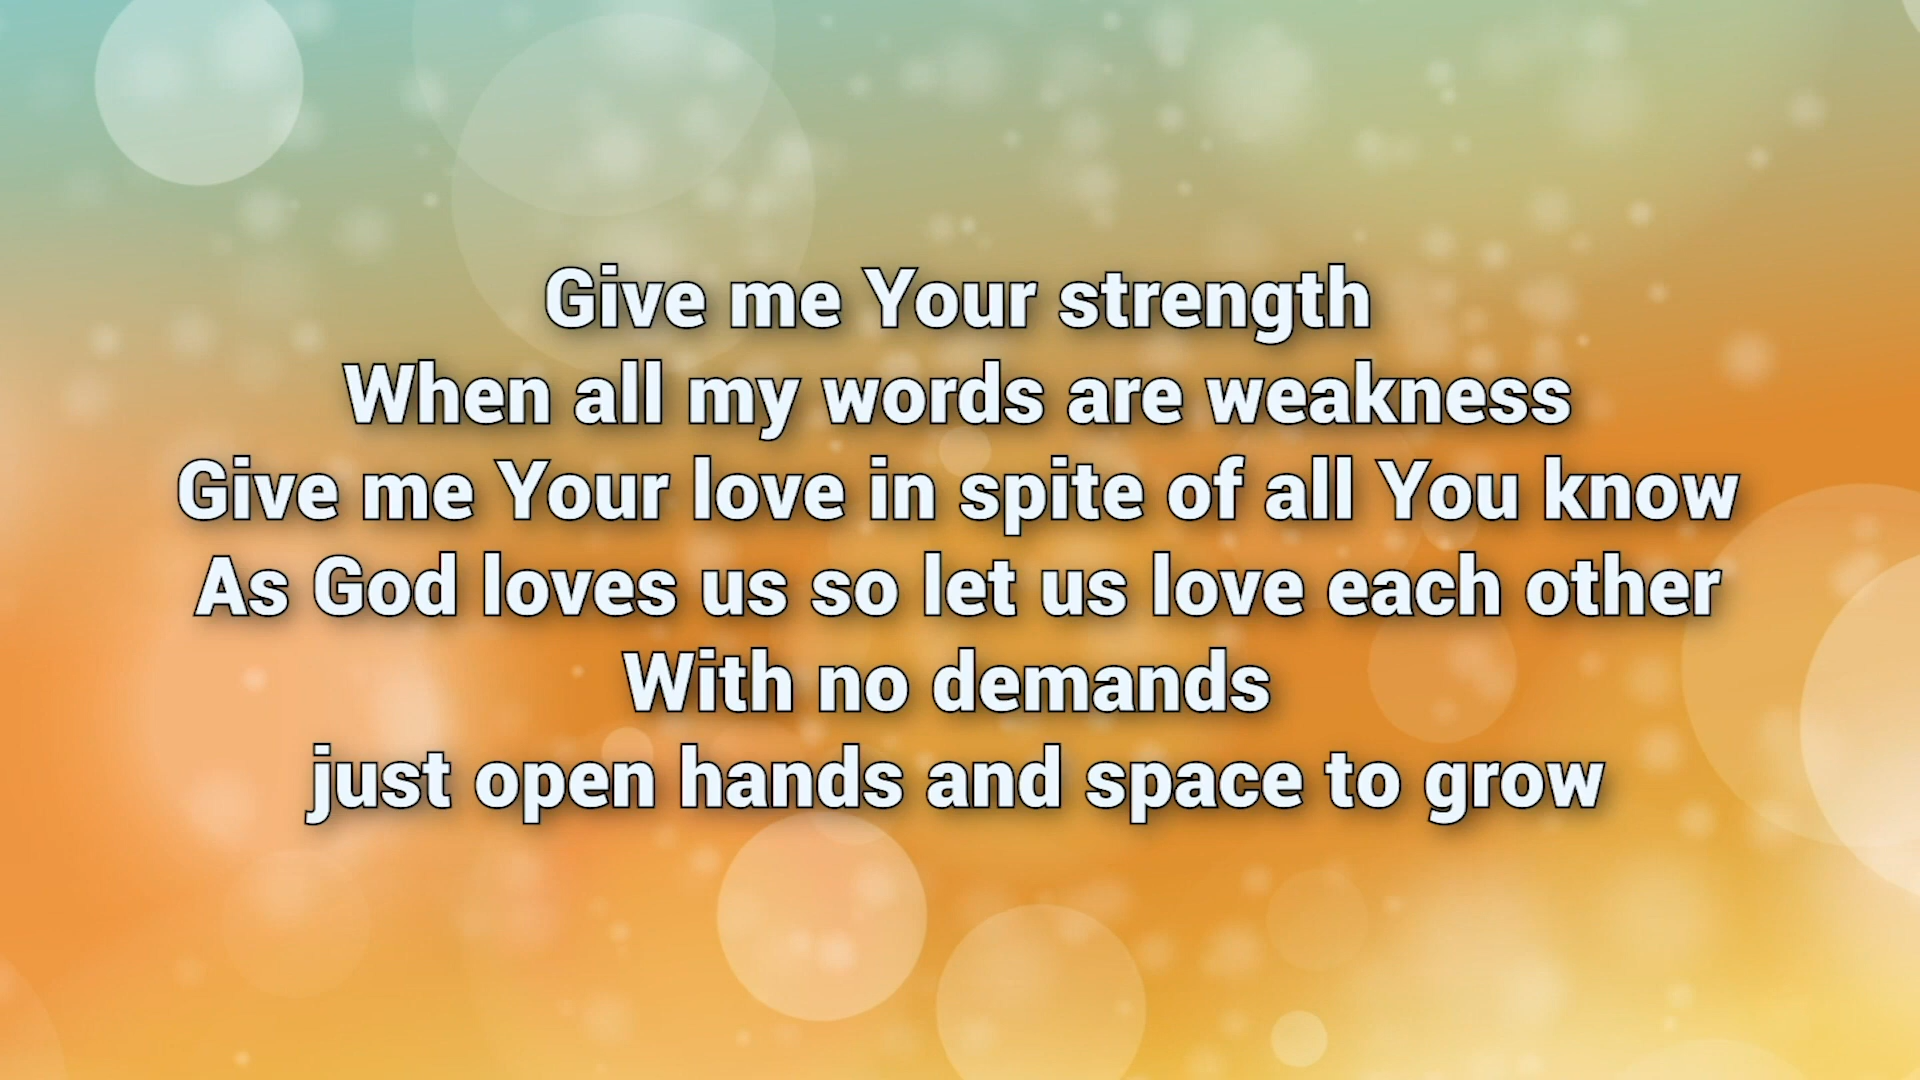 Give me Your strength
When all my words are weakness
Give me Your love in spite of all You know
As God loves us so let us love each other
With no demands
just open hands and space to grow